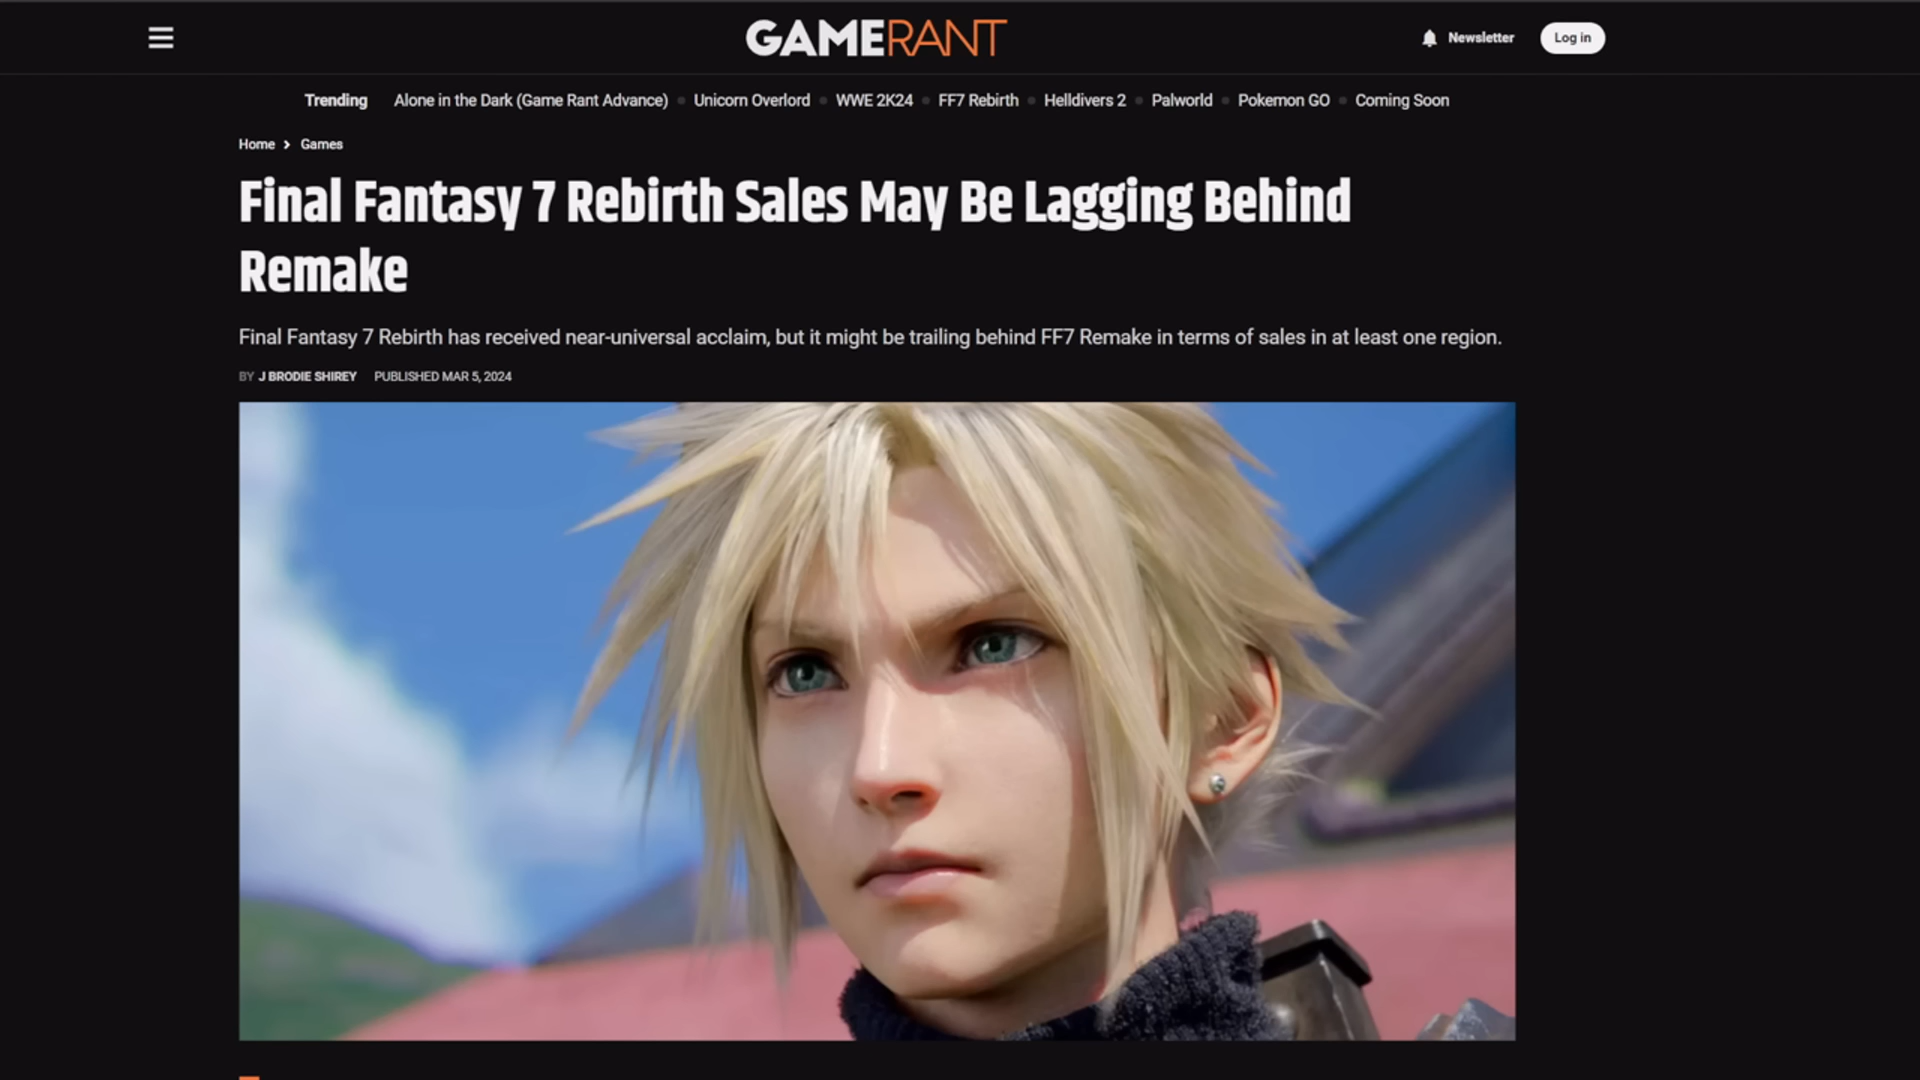 GAMERANT
Newsletter
Log in
Trending Alone in the Dark (Game Rant Advance) Unicorn Overlord WWE 2K24 FF7 Rebirth Helldivers 2 Palworld Pokemon GO Coming Soon
Home > Games
Final Fantasy 7 Rebirth Sales May Be Lagging Behind
Remake
Final Fantasy 7 Rebirth has received near-universal acclaim, but it might be trailing behind FF7 Remake in terms of sales in at least one region.
BY J BRODIE SHIREY PUBLISHED MAR 5, 2024